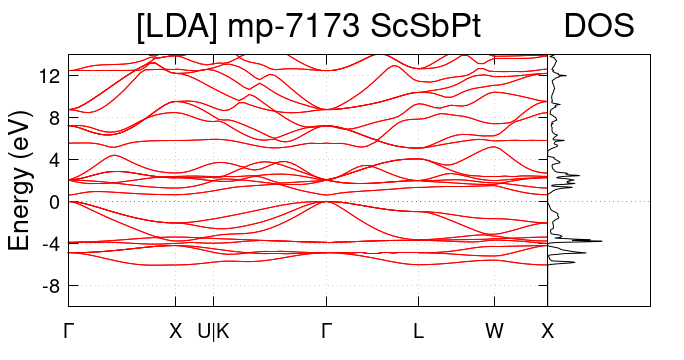 [LDA] mp-7173 ScSbPt DOS
Energy (eV)
12
8
4
0
-4
-8
Γ X U|K Γ L W X